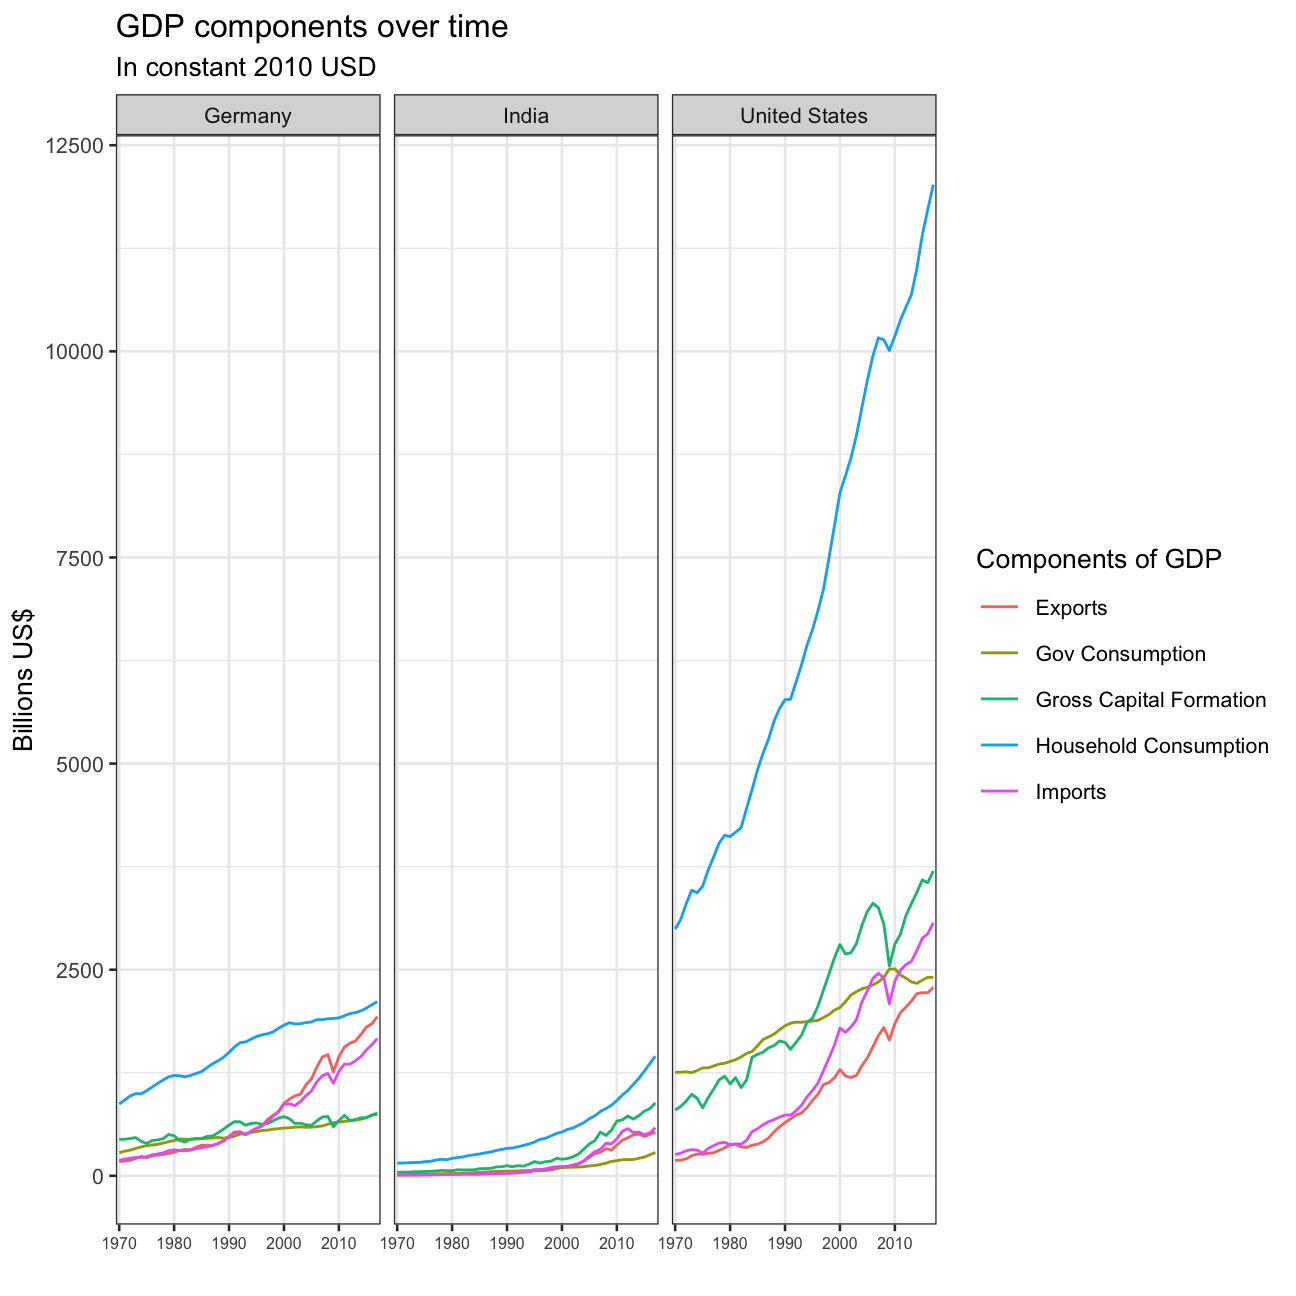 GDP components over time
In constant 2010 USD
Germany
India
United States
12500
10000
7500
5000
2500
0
Billions US$
1970 1980 1990 2000 2010
1970 1980 1990 2000 2010
1970 1980 1990 2000 2010
Components of GDP
Exports
Gov Consumption
Gross Capital Formation
Household Consumption
Imports